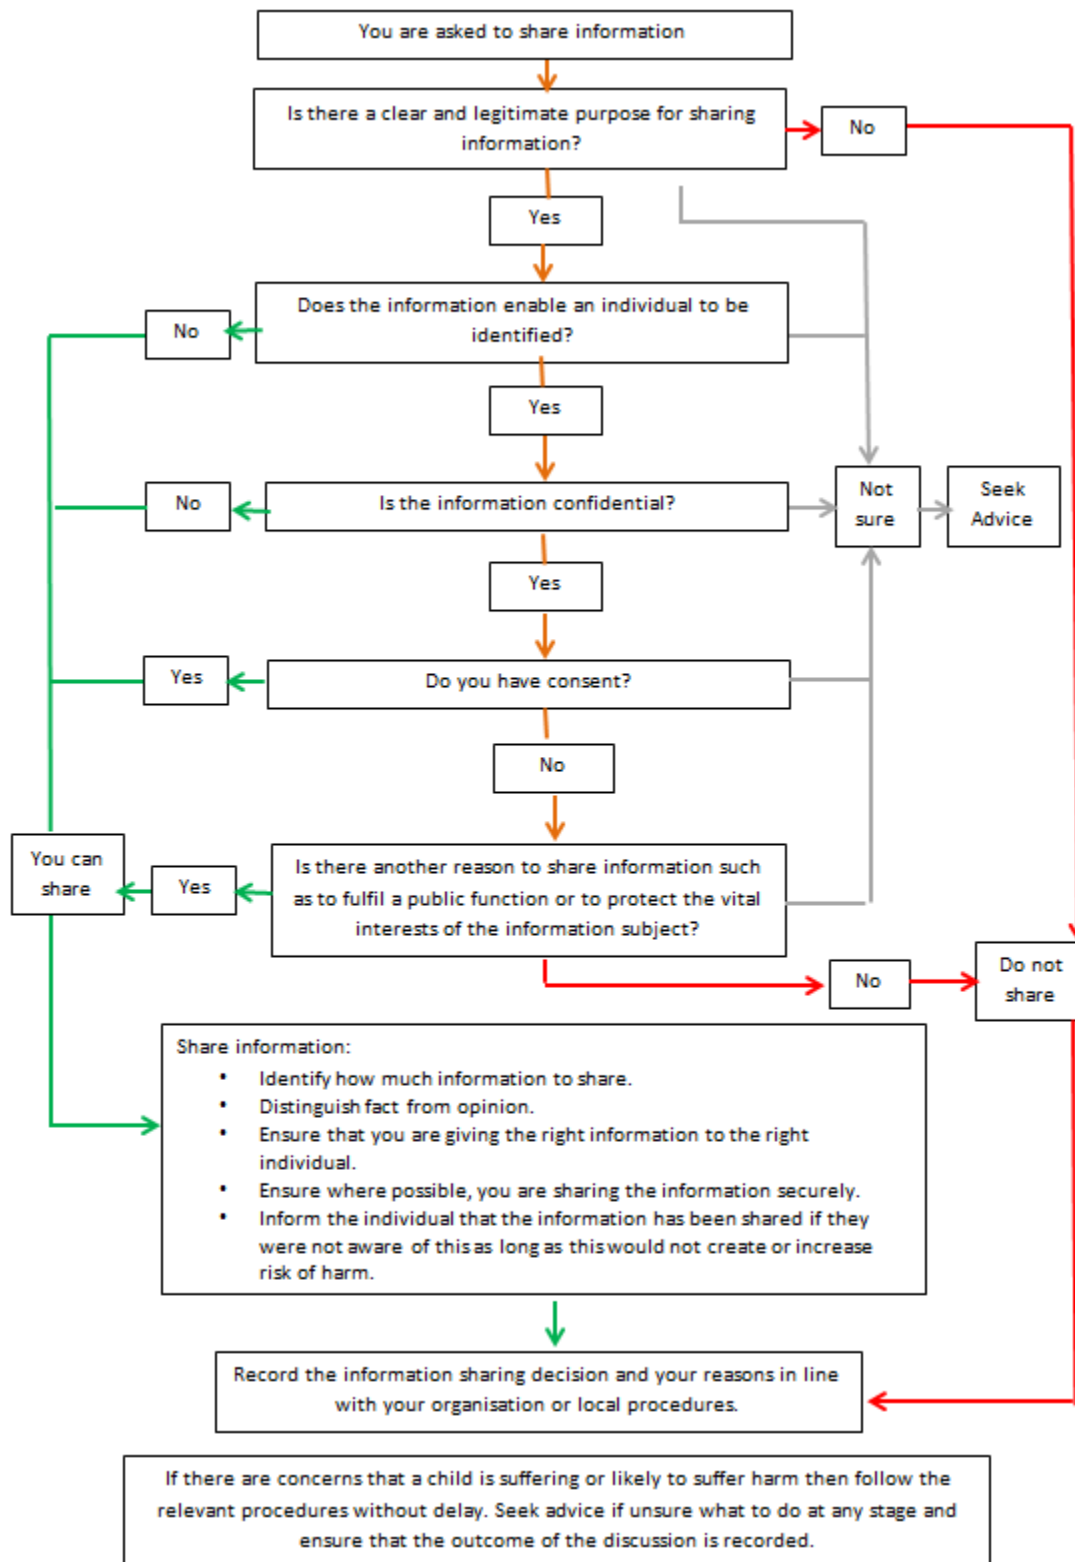 You are asked to share information
Is there a clear and legitimate purpose for sharing
information?
No
Yes
Does the information enable an individual to be
identified?
No
Yes
Is the information confidential?
No
Not
sure
Seek
Advice
Yes
Do you have consent?
Yes
No
Is there another reason to share information such
as to fulfil a public function or to protect the vital
interests of the information subject?
Yes
You can
share
No
Do not
share
Share information:
• Identify how much information to share.
• Distinguish fact from opinion.
• Ensure that you are giving the right information to the right
individual.
• Ensure where possible, you are sharing the information securely.
• Inform the individual that the information has been shared if they
were not aware of this as long as this would not create or increase
risk of harm.
Record the information sharing decision and your reasons in line
with your organisation or local procedures.
If there are concerns that a child is suffering or likely to suffer harm then follow the
relevant procedures without delay. Seek advice if unsure what to do at any stage and
ensure that the outcome of the discussion is recorded.